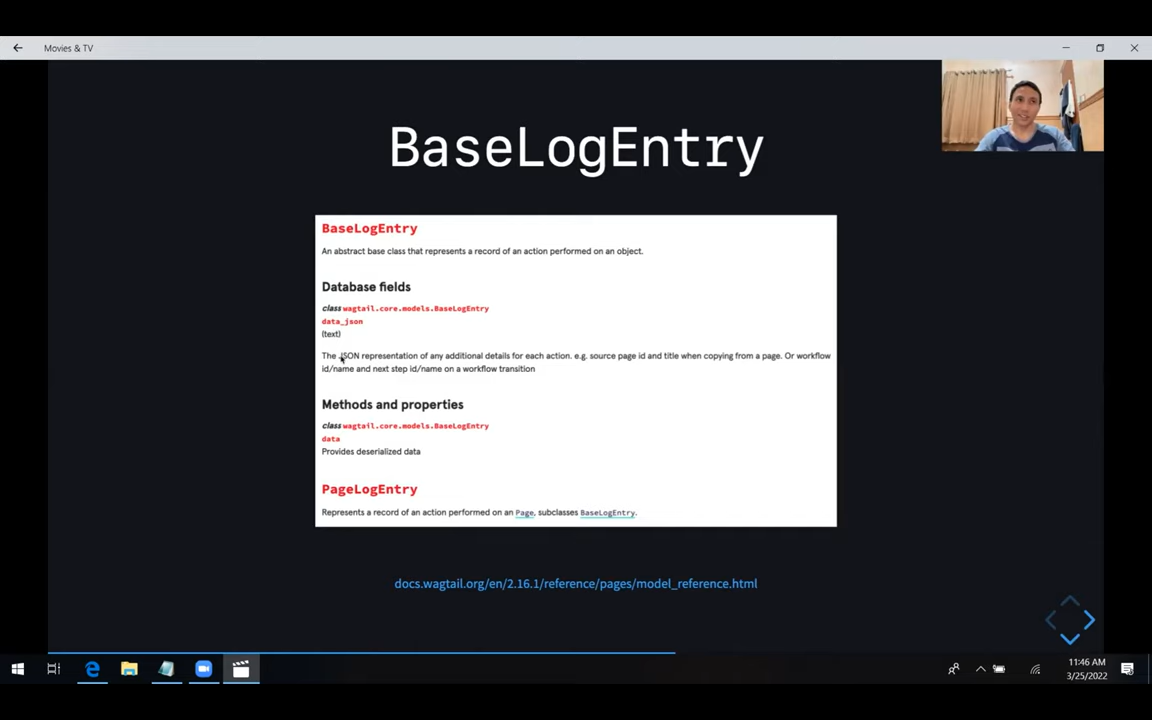 Movies & TV
BaseLogEntry
BaseLogEntry
An abstract base class that represents a record of an action performed on an object.
Database fields
class wagtail.core.models.BaseLogEntry
data_json
(text)
The JSON representation of any additional details for each action. e.g. source page id and title when copying from a page. Or workflow
id/name and next step id/name on a workflow transition
Methods and properties
class wagtail.core.models.BaseLogEntry
data
Provides deserialized data
PageLogEntry
Represents a record of an action performed on an Page, subclasses BaseLogEntry.
docs.wagtail.org/en/2.16.1/reference/pages/model_reference.html
11:46 AM
3/25/2022